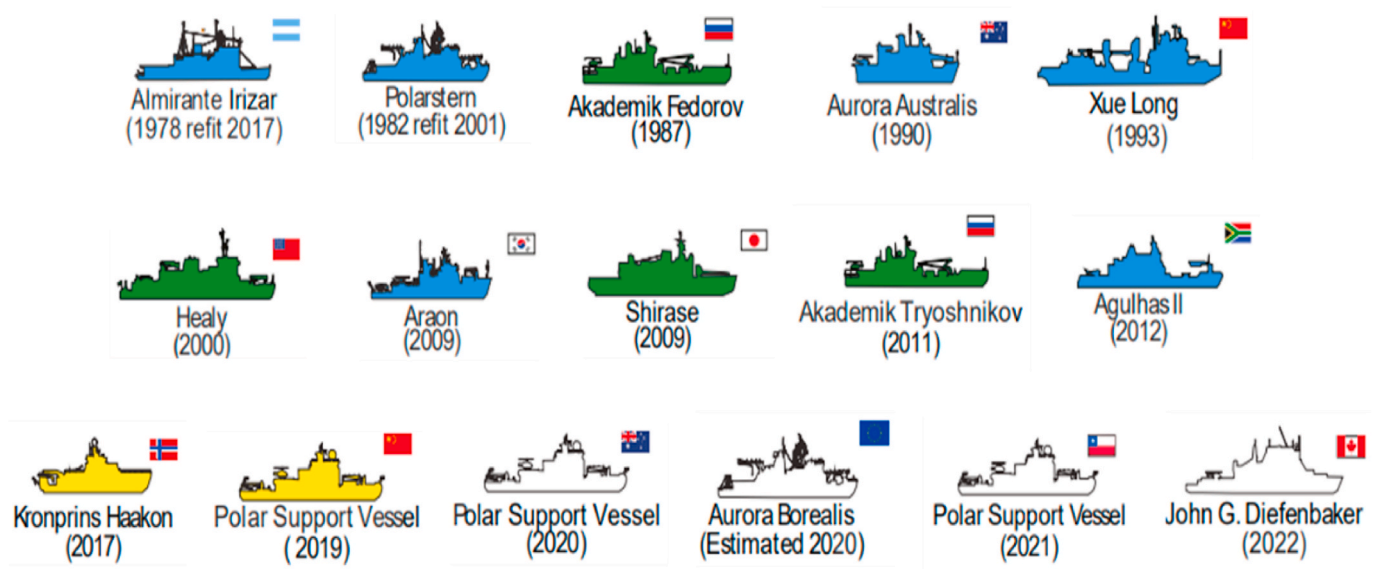 Almirante Irizar
(1978 refit 2017)
Polarstern
(1982 refit 2001)
Akademik Fedorov
(1987)
Aurora Australis
(1990)
Xue Long
(1993)
Healy
(2000)
Araon
(2009)
Shirase
(2009)
Akademik Tryoshnikov
(2011)
Agulhas II
(2012)
Kronprins Haakon
(2017)
Polar Support Vessel
( 2019)
Polar Support Vessel
(2020)
Aurora Borealis
(Estimated 2020)
Polar Support Vessel
(2021)
John G. Diefenbaker
(2022)